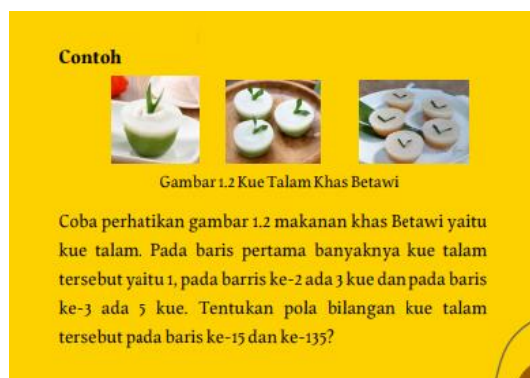 Contoh
Gambar 1.2 Kue Talam Khas Betawi
Coba perhatikan gambar 1.2 makanan khas Betawi yaitu
kue talam. Pada baris pertama banyaknya kue talam
tersebut yaitu 1, pada barris ke-2 ada 3 kue dan pada baris
ke-3 ada 5 kue. Tentukan pola bilangan kue talam
tersebut pada baris ke-15 dan ke-135?